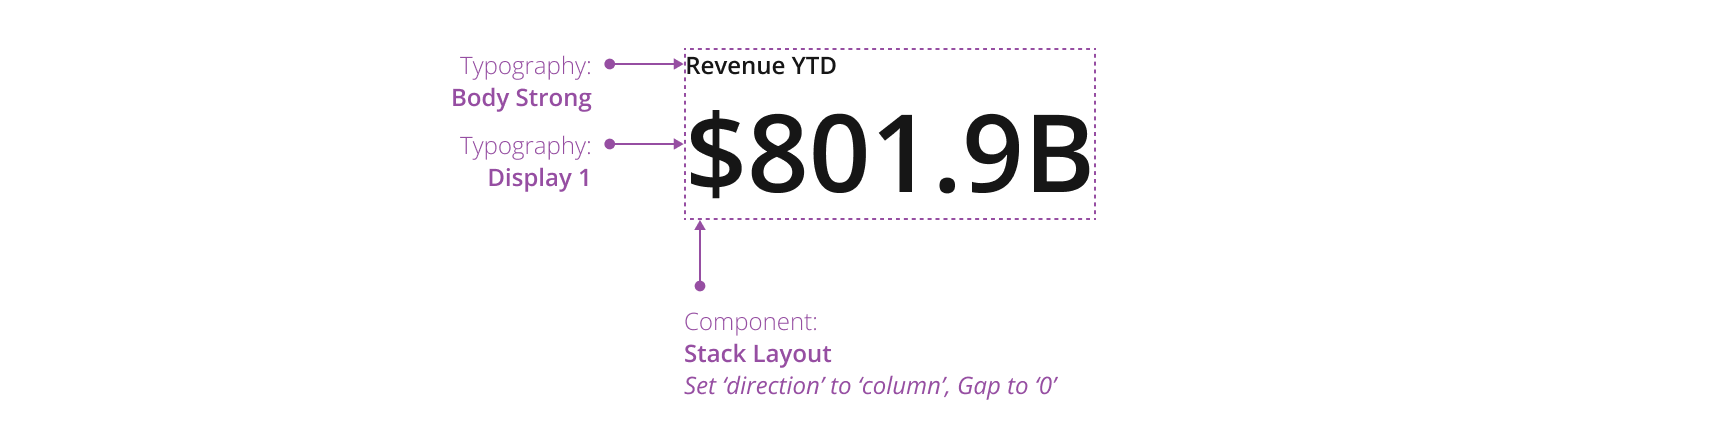 Typography:
Body Strong
Typography:
Display 1
Revenue YTD
$801.9B
Component:
Stack Layout
Set ‘direction’ to ‘column’, Gap to ‘0’